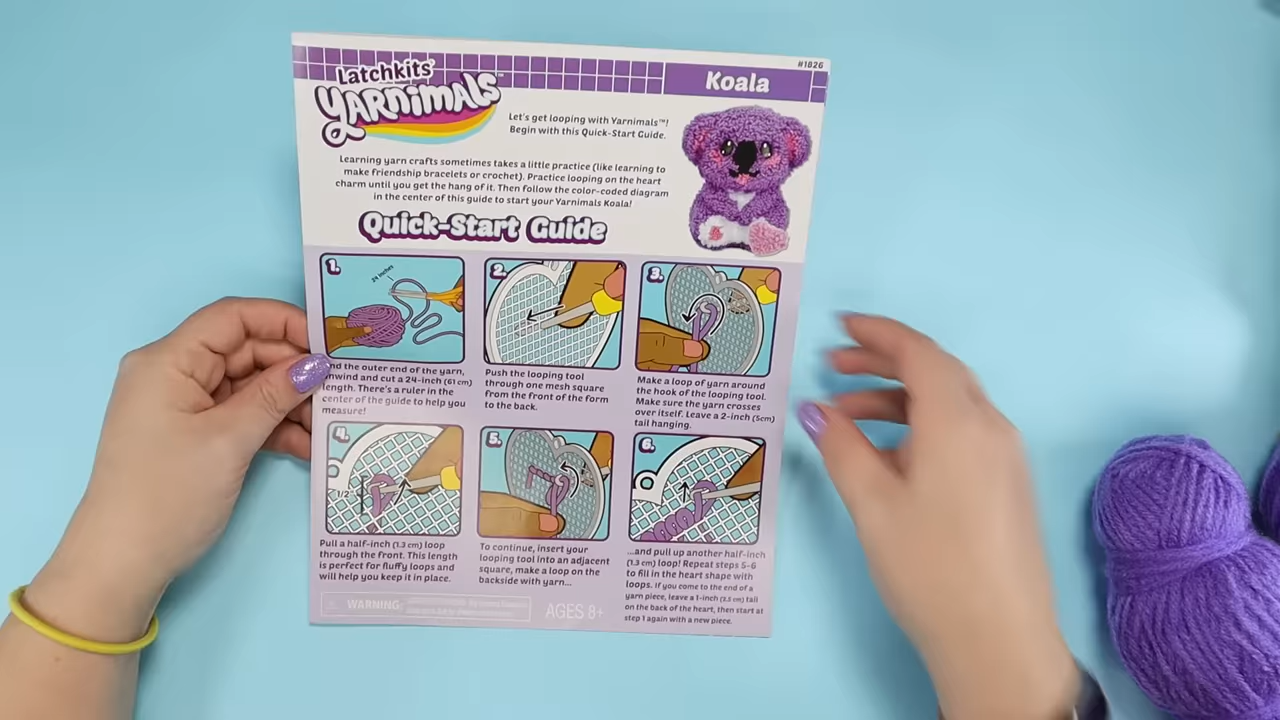 #1826
Latchkits®
YARNIMALS™
Koala
Let's get looping with Yarnimals™!
Begin with this Quick-Start Guide.
Learning yarn crafts sometimes takes a little practice (like learning to
make friendship bracelets or crochet). Practice looping on the heart
charm until you get the hang of it. Then follow the color-coded diagram
in the center of this guide to start your Yarnimals Koala!
Quick-Start Guide
1.
24 inches
the outer end of the yarn,
and cut a 24-inch (61 cm)
length. There's a ruler in the
center of the guide to help you
measure!
2.
Push the looping tool
through one mesh square
from the front of the form
to the back.
3.
Make a loop of yarn around
the hook of the looping tool.
Make sure the yarn crosses
over itself. Leave a 2-inch (5cm)
tail hanging.
4.
1/2
Pull a half-inch (1.3 cm) loop
through the front. This length
is perfect for fluffy loops and
will help you keep it in place.
5.
To continue, insert your
looping tool into an adjacent
square, make a loop on the
backside with yarn...
6.
...and pull up another half-inch
(1.3 cm) loop! Repeat steps 5-6
to fill in the heart shape with
loops. If you come to the end of a
yarn piece, leave a 1-inch (2.5 cm) tail
on the back of the heart, then start at
step 1 again with a new piece.
WARNING:
AGES 8+